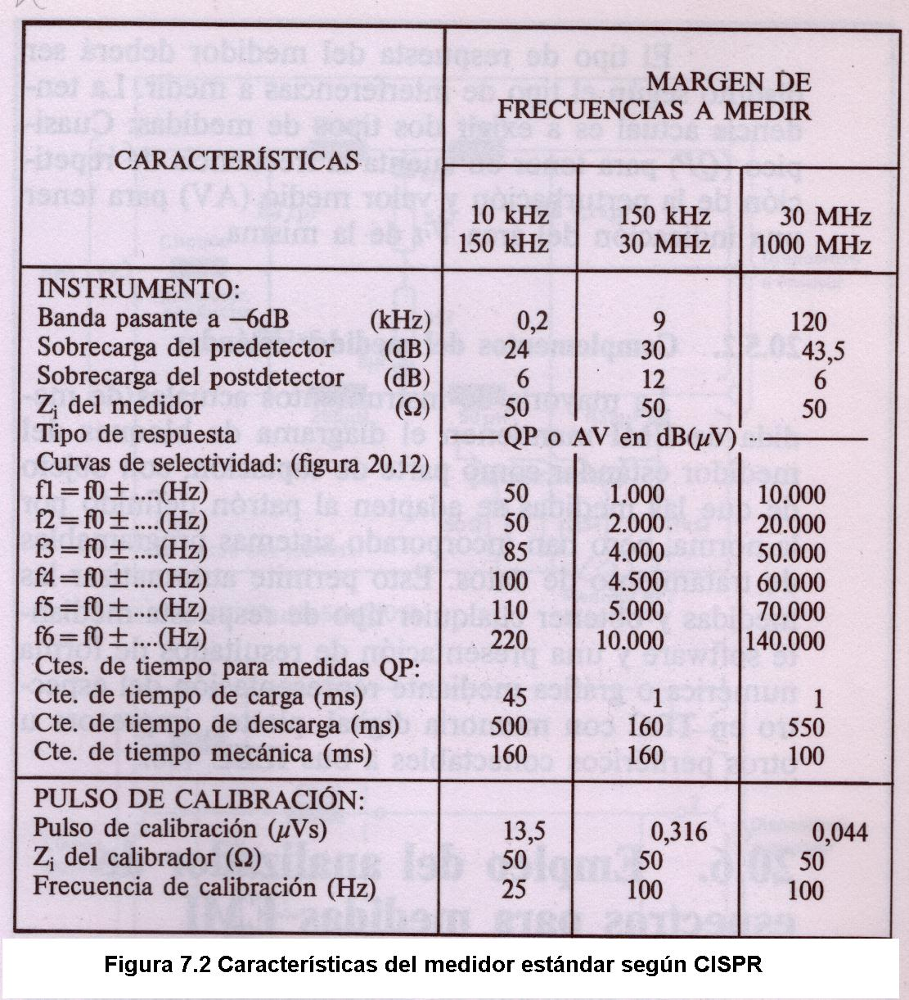 MARGEN DE
FRECUENCIAS A MEDIR
CARACTERÍSTICAS
10 kHz 150 kHz 30 MHz
150 kHz 30 MHz 1000 MHz
INSTRUMENTO:
Banda pasante a —6dB (kHz) 0,2 9 120
Sobrecarga del predetector (dB) 24 30 43,5
Sobrecarga del postdetector (dB) 6 12 6
Zi del medidor (Ω) 50 50 50
Tipo de respuesta QP o AV en dB(µV)
Curvas de selectividad: (figura 20.12)
f1=f0±....(Hz) 50 1.000 10.000
f2=f0±....(Hz) 50 2.000 20.000
f3=f0±....(Hz) 85 4.000 50.000
f4=f0±....(Hz) 100 4.500 60.000
f5=f0±....(Hz) 110 5.000 70.000
f6=f0±....(Hz) 220 10.000 140.000
Ctes. de tiempo para medidas QP:
Cte. de tiempo de carga (ms) 45 1 1
Cte. de tiempo de descarga (ms) 500 160 550
Cte. de tiempo mecánica (ms) 160 160 100
PULSO DE CALIBRACIÓN:
Pulso de calibración (µVs) 13,5 0,316 0,044
Zi del calibrador (Ω) 50 50 50
Frecuencia de calibración (Hz) 25 100 100
Figura 7.2 Características del medidor estándar según CISPR